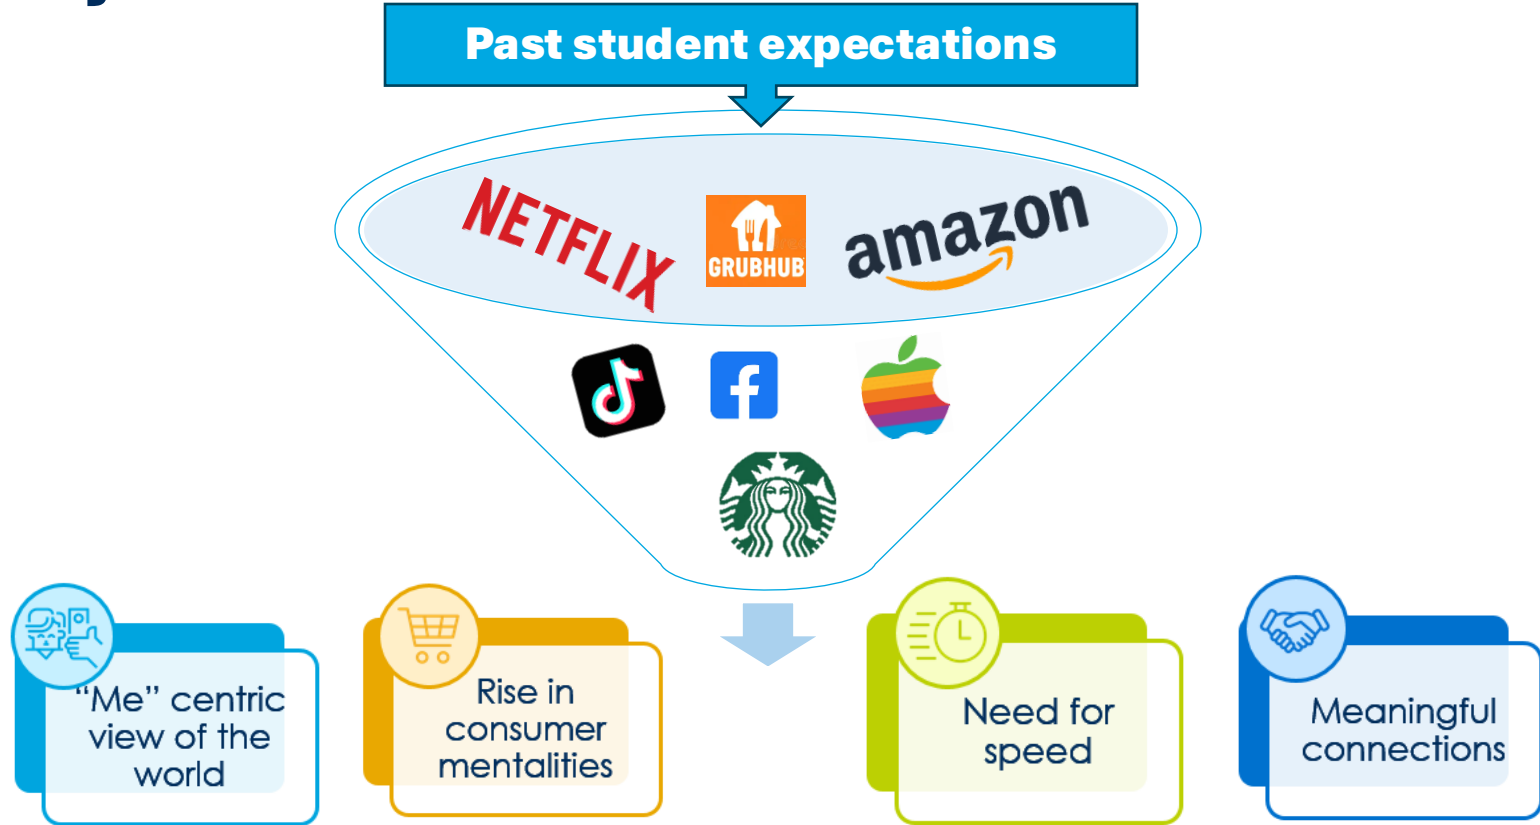 Past student expectations
NETFLIX
GRUBHUB
amazon
“Me” centric
view of the
world
Rise in
consumer
mentalities
Need for
speed
Meaningful
connections